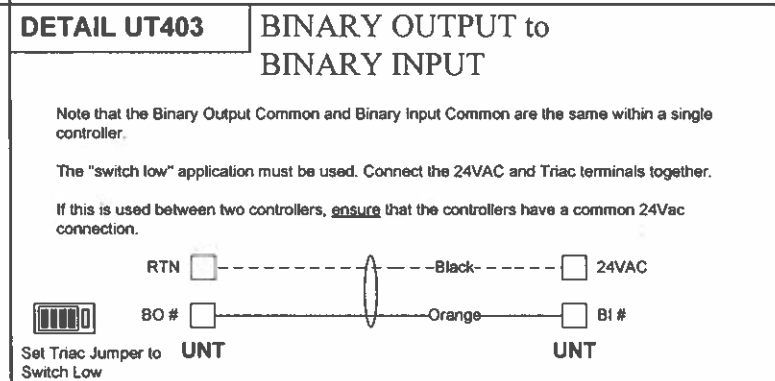 DETAIL UT403
BINARY OUTPUT to
BINARY INPUT
Note that the Binary Output Common and Binary Input Common are the same within a single
controller.
The "switch low" application must be used. Connect the 24VAC and Triac terminals together.
If this is used between two controllers, ensure that the controllers have a common 24Vac
connection.
RTN Black 24VAC
BO # Orange BI #
Set Triac Jumper to UNT UNT
Switch Low